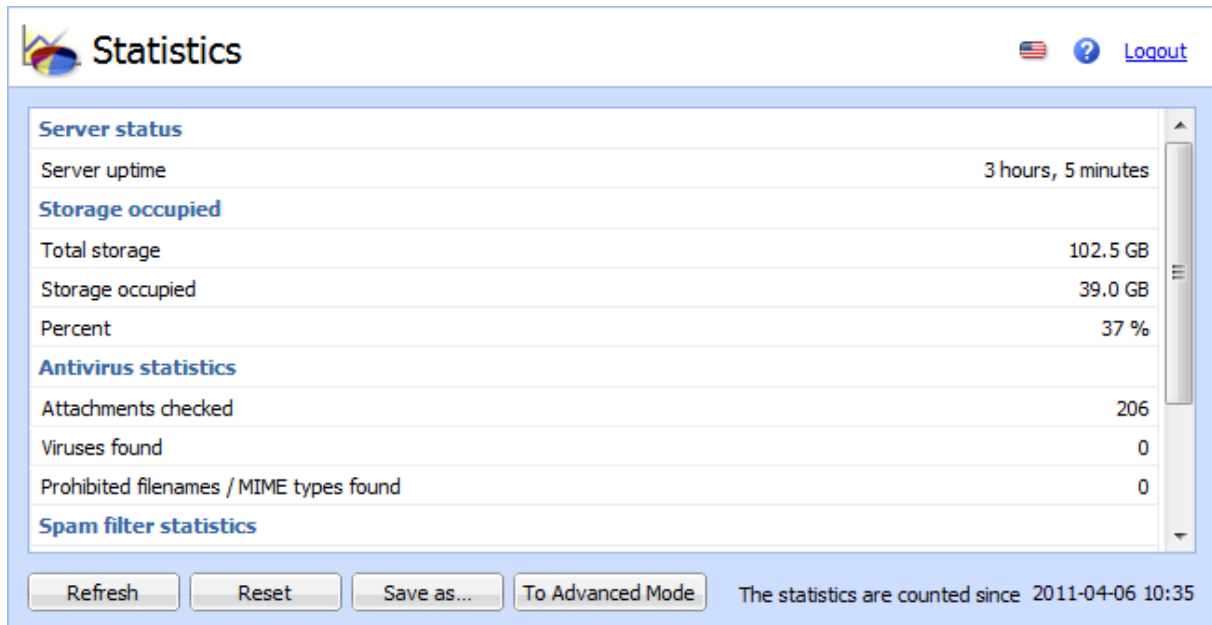 Statistics
Logout
Server status
Server uptime 3 hours, 5 minutes
Storage occupied
Total storage 102.5 GB
Storage occupied 39.0 GB
Percent 37 %
Antivirus statistics
Attachments checked 206
Viruses found 0
Prohibited filenames / MIME types found 0
Spam filter statistics
Refresh Reset Save as... To Advanced Mode The statistics are counted since 2011-04-06 10:35